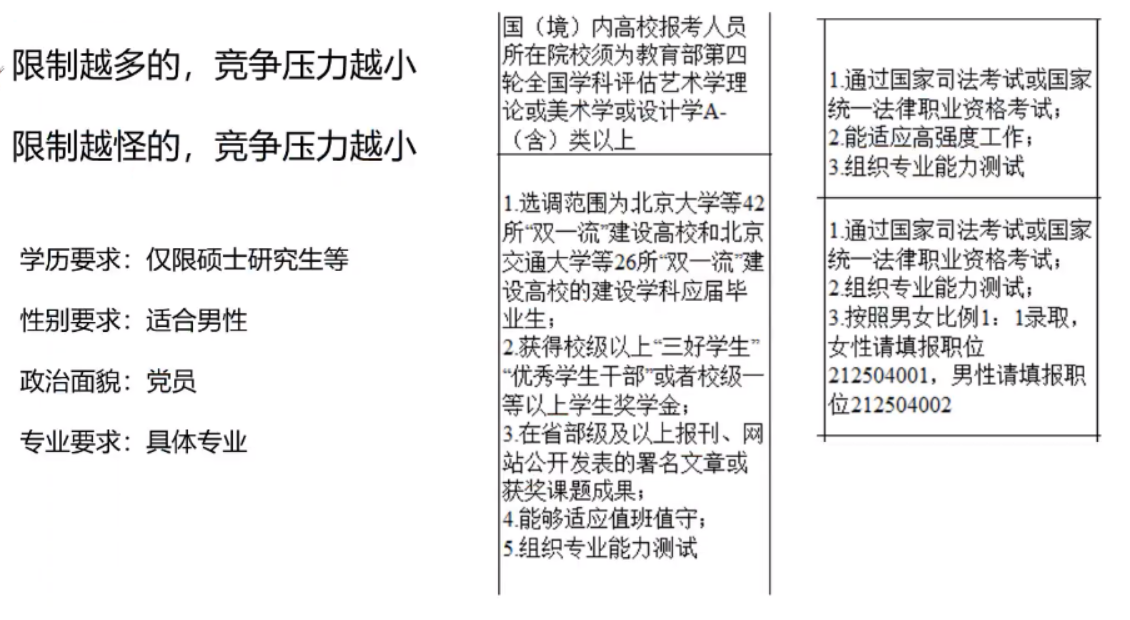 限制越多的，竞争压力越小
限制越怪的，竞争压力越小
学历要求：仅限硕士研究生等
性别要求：适合男性
政治面貌：党员
专业要求：具体专业
国（境）内高校报考人员
所在院校须为教育部第四
轮全国学科评估艺术学理
论或美术学或设计学A-
（含）类以上
1.选调范围为北京大学等42
所“双一流”建设高校和北京
交通大学等26所“双一流”建
设高校的建设学科应届毕
业生；
2.获得校级以上“三好学生”
“优秀学生干部”或者校级一
等以上学生奖学金；
3.在省部级及以上报刊、网
站公开发表的署名文章或
获奖课题成果；
4.能够适应值班值守；
5.组织专业能力测试
1.通过国家司法考试或国家
统一法律职业资格考试；
2.能适应高强度工作；
3.组织专业能力测试
1.通过国家司法考试或国家
统一法律职业资格考试；
2.组织专业能力测试；
3.按照男女比例1：1录取，
女性请填报职位
212504001，男性请填报职
位212504002